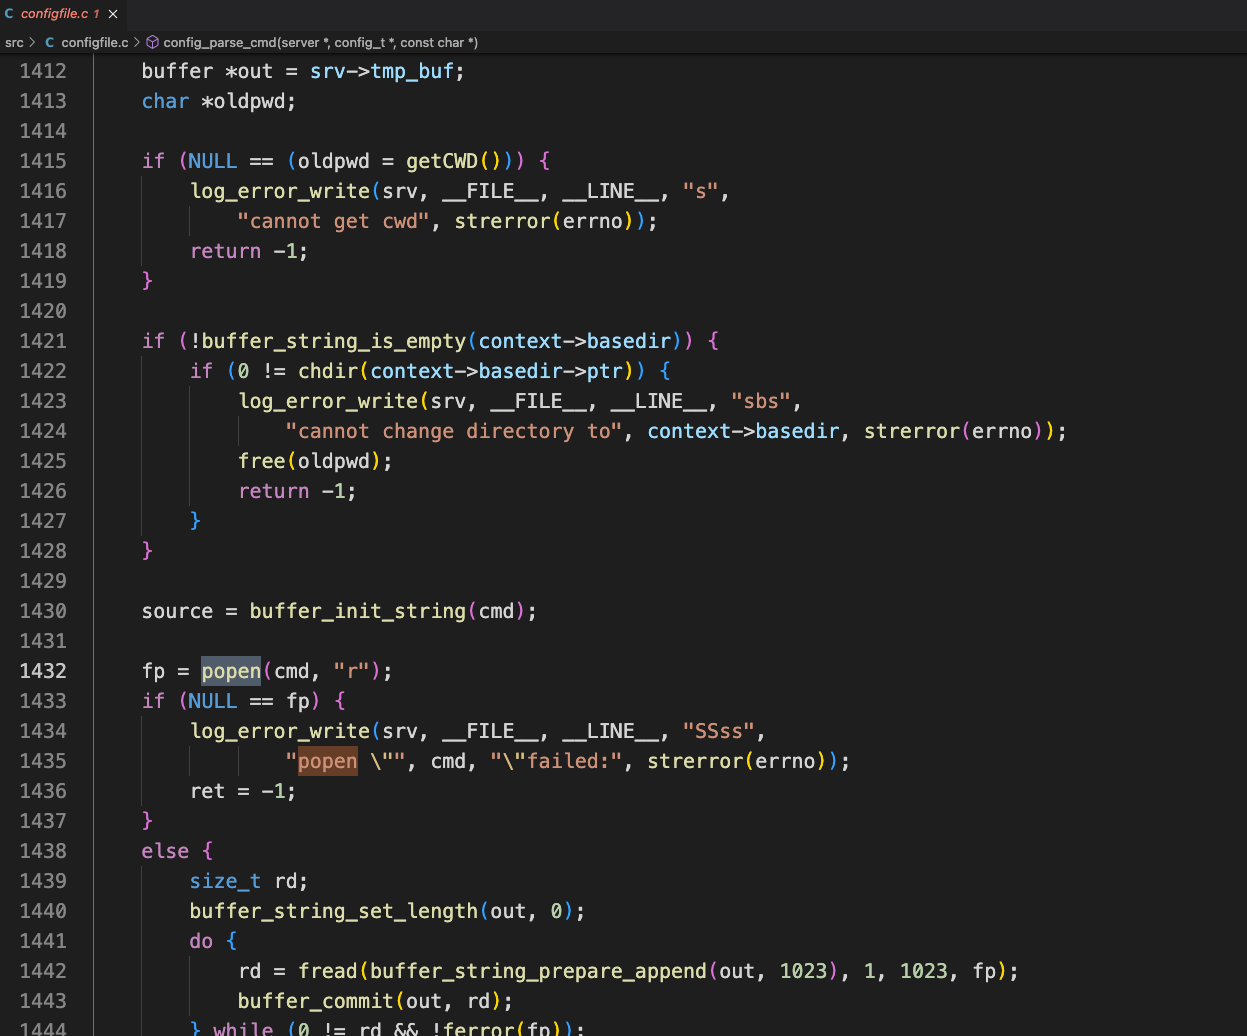 C configfile.c 1 ×
src > C configfile.c > config_parse_cmd(server *, config_t *, const char *)
1412 buffer *out = srv->tmp_buf;
1413 char *oldpwd;
1414
1415 if (NULL == (oldpwd = getCWD())) {
1416 log_error_write(srv, __FILE__, __LINE__, "s",
1417 "cannot get cwd", strerror(errno));
1418 return -1;
1419 }
1420
1421 if (!buffer_string_is_empty(context->basedir)) {
1422 if (0 != chdir(context->basedir->ptr)) {
1423 log_error_write(srv, __FILE__, __LINE__, "sbs",
1424 "cannot change directory to", context->basedir, strerror(errno));
1425 free(oldpwd);
1426 return -1;
1427 }
1428 }
1429
1430 source = buffer_init_string(cmd);
1431
1432 fp = popen(cmd, "r");
1433 if (NULL == fp) {
1434 log_error_write(srv, __FILE__, __LINE__, "SSss",
1435 "popen \"", cmd, "\"failed:", strerror(errno));
1436 ret = -1;
1437 }
1438 else {
1439 size_t rd;
1440 buffer_string_set_length(out, 0);
1441 do {
1442 rd = fread(buffer_string_prepare_append(out, 1023), 1, 1023, fp);
1443 buffer_commit(out, rd);
1444 } while (0 != rd && !ferror(fp));